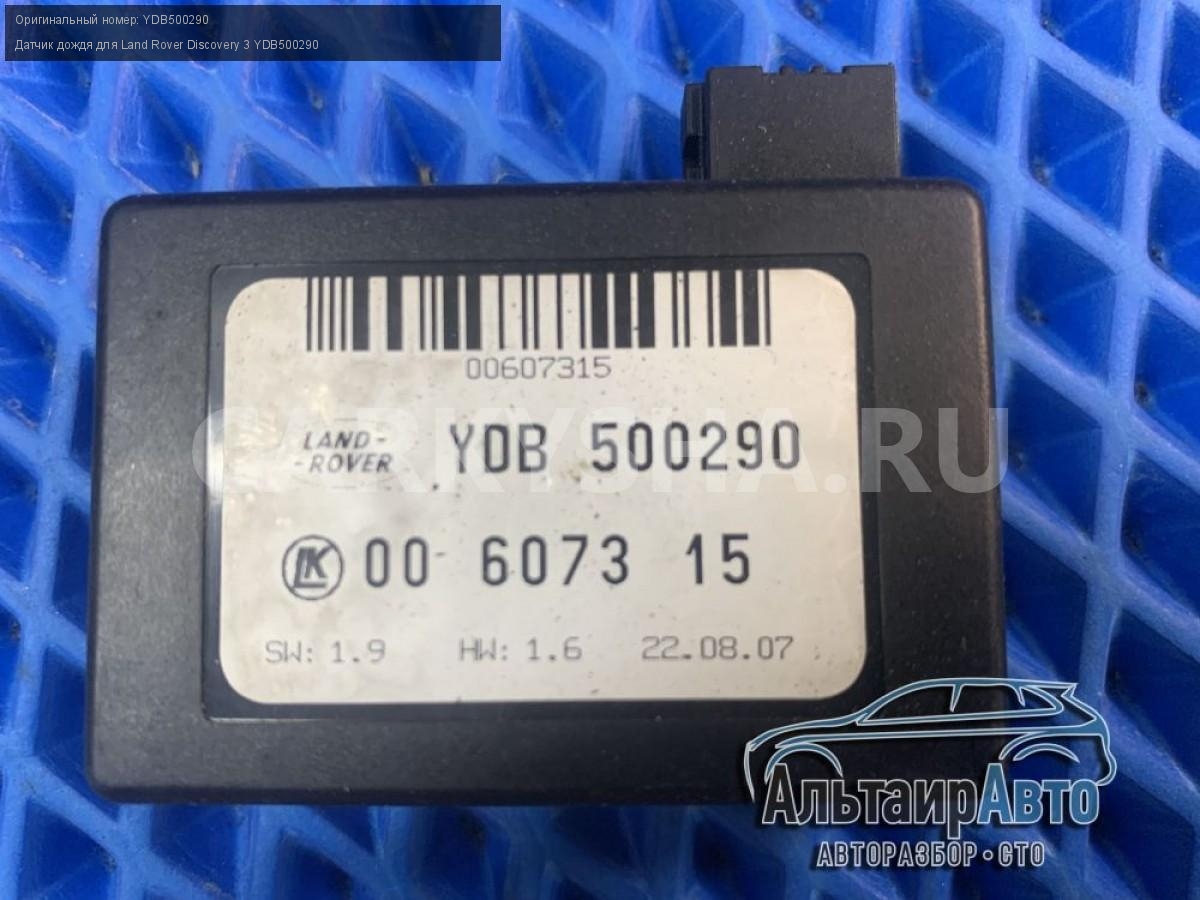 Оригинальный номер: YDB500290
Датчик дождя для Land Rover Discovery 3 YDB500290
00607315
LAND-
-ROVER
YDB 500290
CARKYSHA.RU
LK 00 6073 15
SW: 1.9 HW: 1.6 22.08.07
АльтаирАвто
АВТОРАЗБОР • СТО